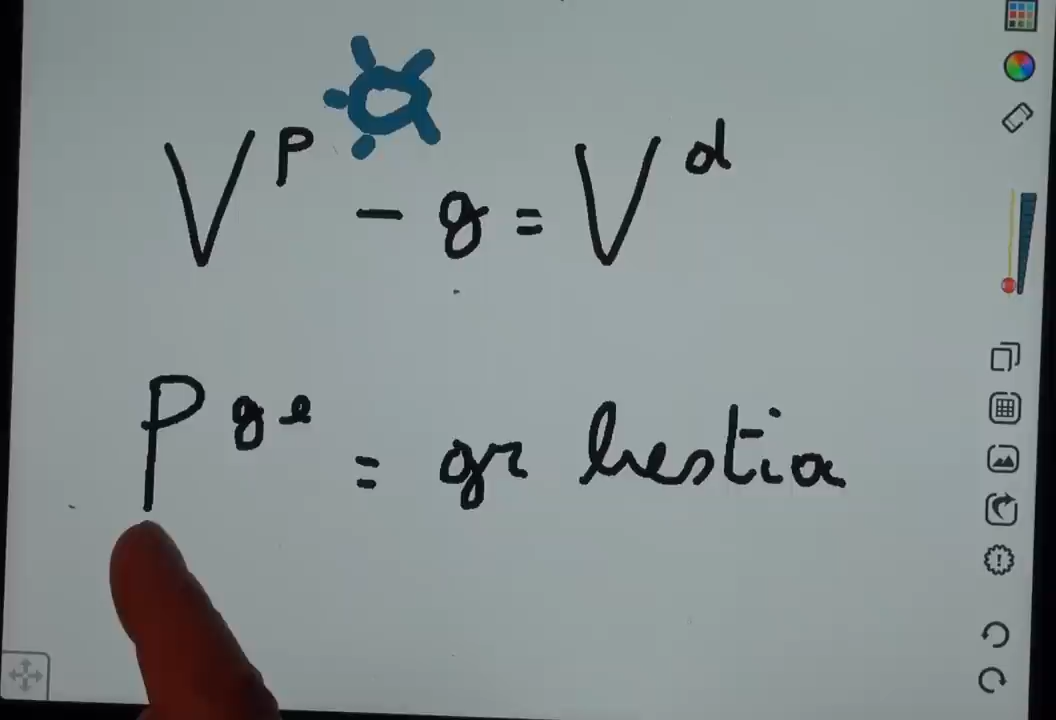 V^p - g = V^d
P^ge = gr bestia